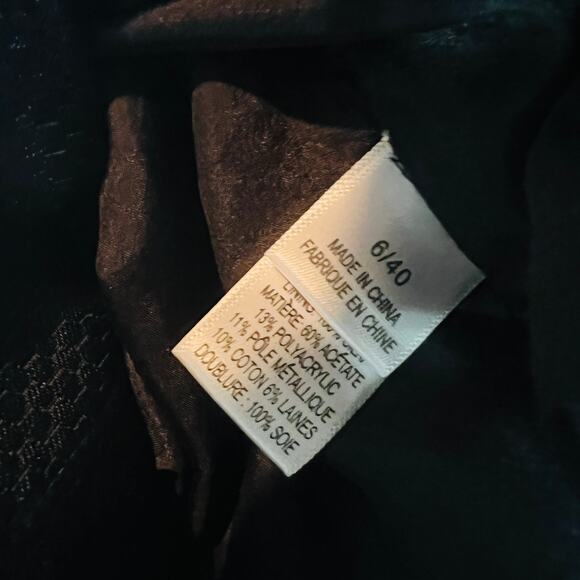 6/40
MADE IN CHINA
FABRIQUE EN CHINE
LINING
MATÈRE 60% ACÉTATE
13% POLYACRYLIC
11% PÔLE MÉTALLIQUE
10% COTON 6% LAINES
DOUBLURE : 100% SOIE